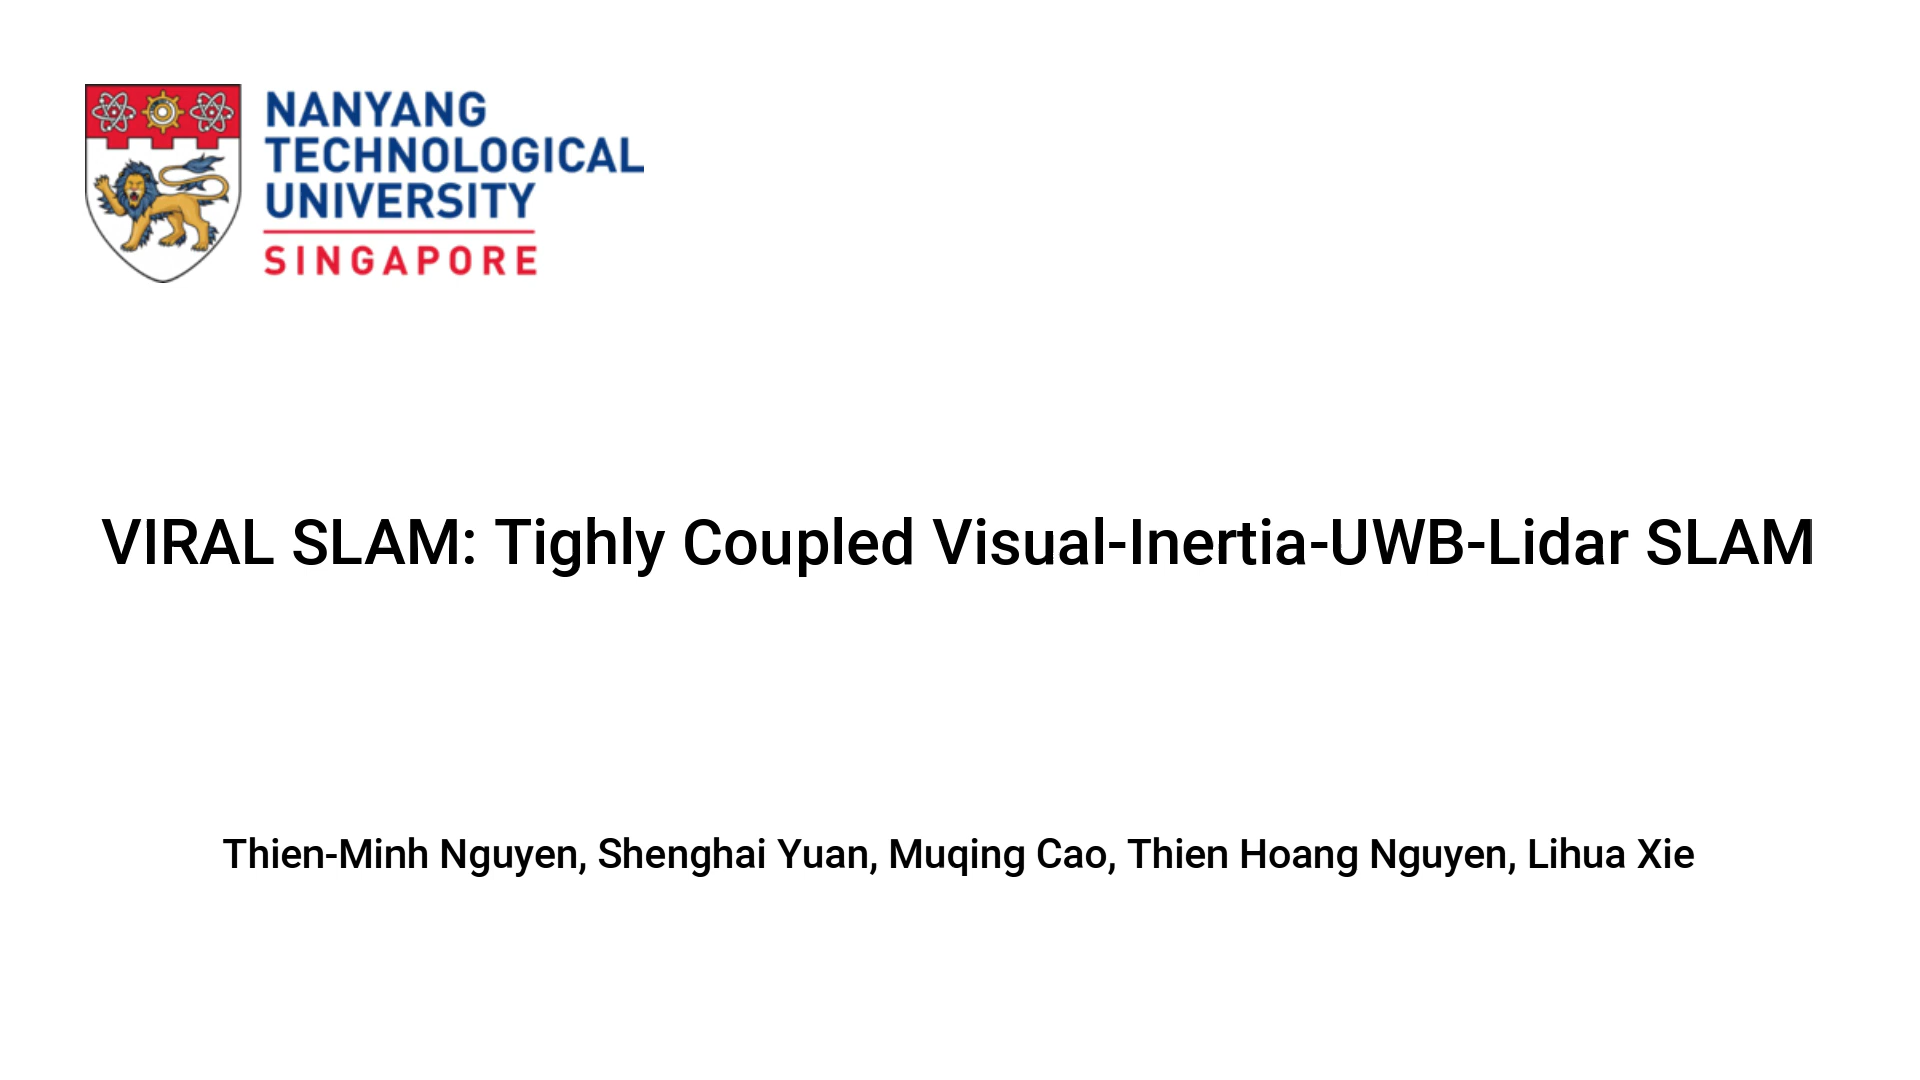 NANYANG
TECHNOLOGICAL
UNIVERSITY
SINGAPORE
VIRAL SLAM: Tighly Coupled Visual-Inertia-UWB-Lidar SLAM
Thien-Minh Nguyen, Shenghai Yuan, Muqing Cao, Thien Hoang Nguyen, Lihua Xie